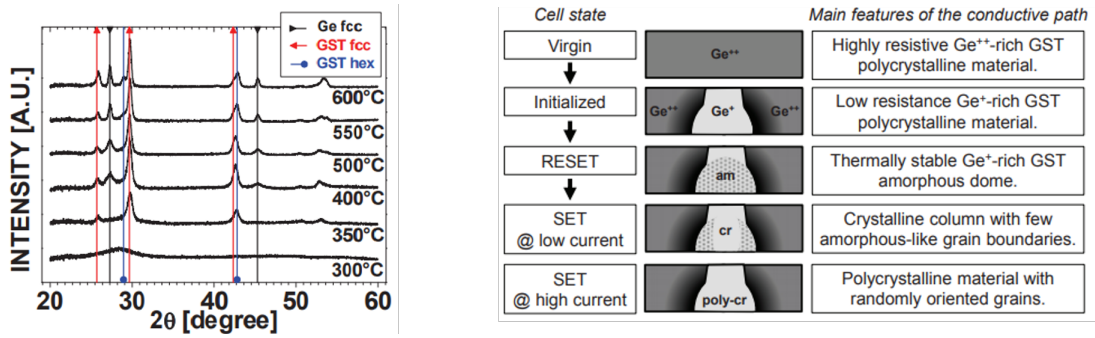 INTENSITY [A.U.]
Ge fcc
GST fcc
GST hex
600°C
550°C
500°C
400°C
350°C
300°C
20 30 40 50 60
2θ [degree]
Cell state
Main features of the conductive path
Virgin
Ge++
Highly resistive Ge++-rich GST
polycrystalline material.
Initialized
Ge++ Ge+ Ge++
Low resistance Ge+-rich GST
polycrystalline material.
RESET
am
Thermally stable Ge+-rich GST
amorphous dome.
SET
@ low current
cr
Crystalline column with few
amorphous-like grain boundaries.
SET
@ high current
poly-cr
Polycrystalline material with
randomly oriented grains.